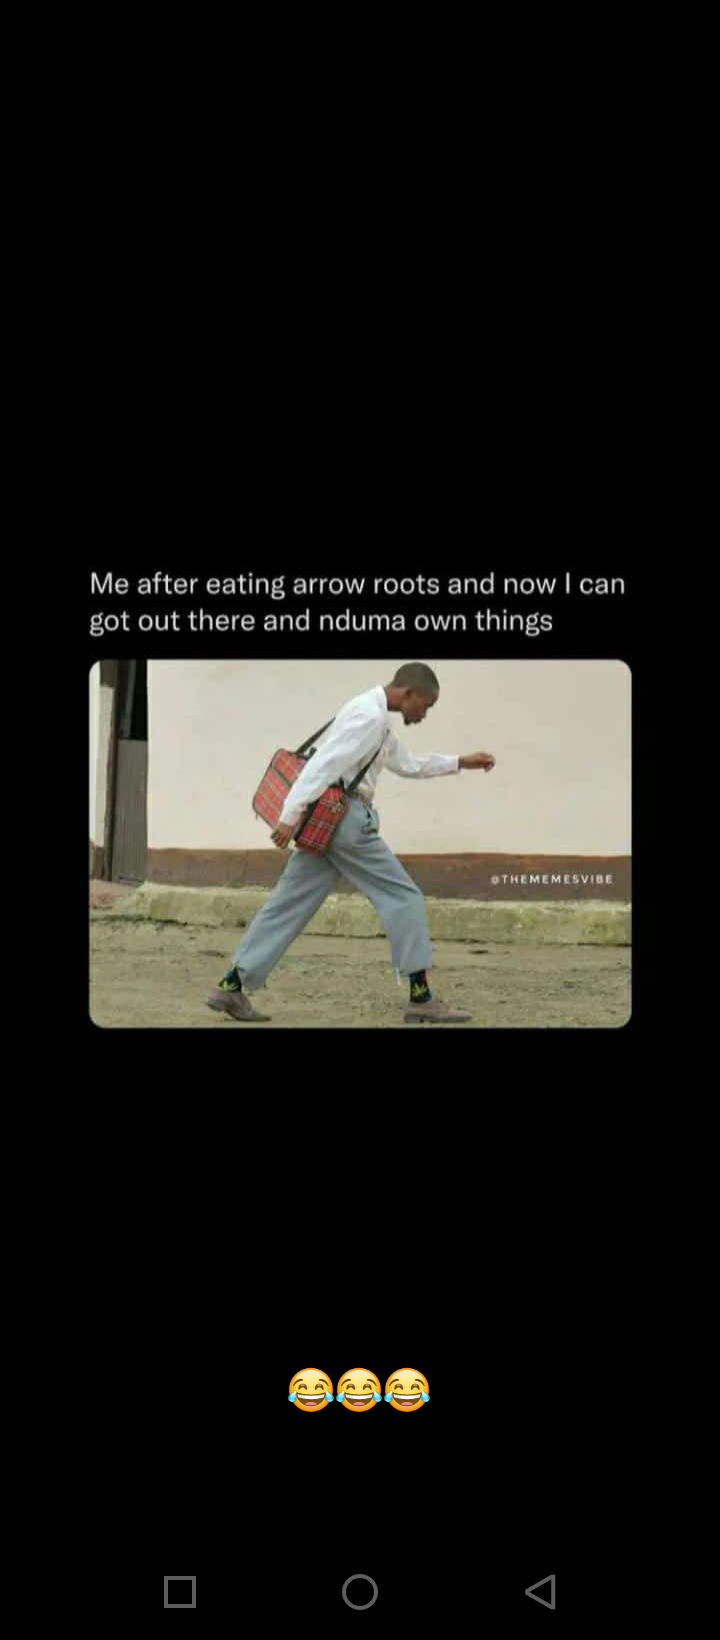 Me after eating arrow roots and now I can
got out there and nduma own things
@THEMEMESVIBE
😂😂😂